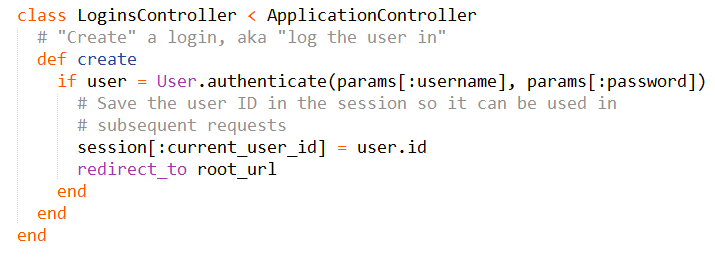 class LoginsController < ApplicationController
  # "Create" a login, aka "log the user in"
  def create
    if user = User.authenticate(params[:username], params[:password])
      # Save the user ID in the session so it can be used in
      # subsequent requests
      session[:current_user_id] = user.id
      redirect_to root_url
    end
  end
end